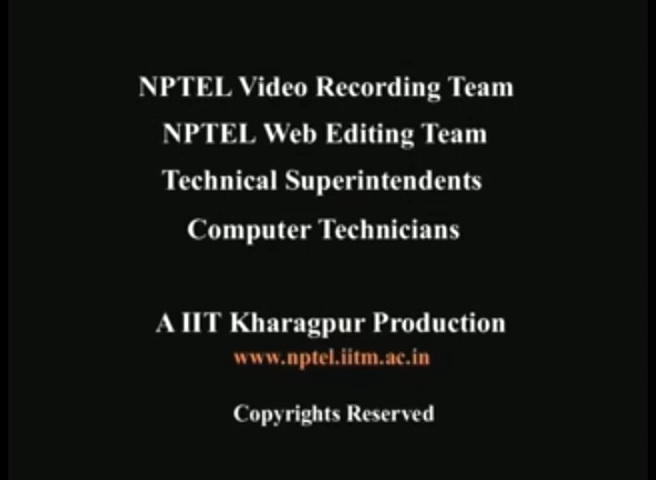 NPTEL Video Recording Team
NPTEL Web Editing Team
Technical Superintendents
Computer Technicians
A IIT Kharagpur Production
www.nptel.iitm.ac.in
Copyrights Reserved